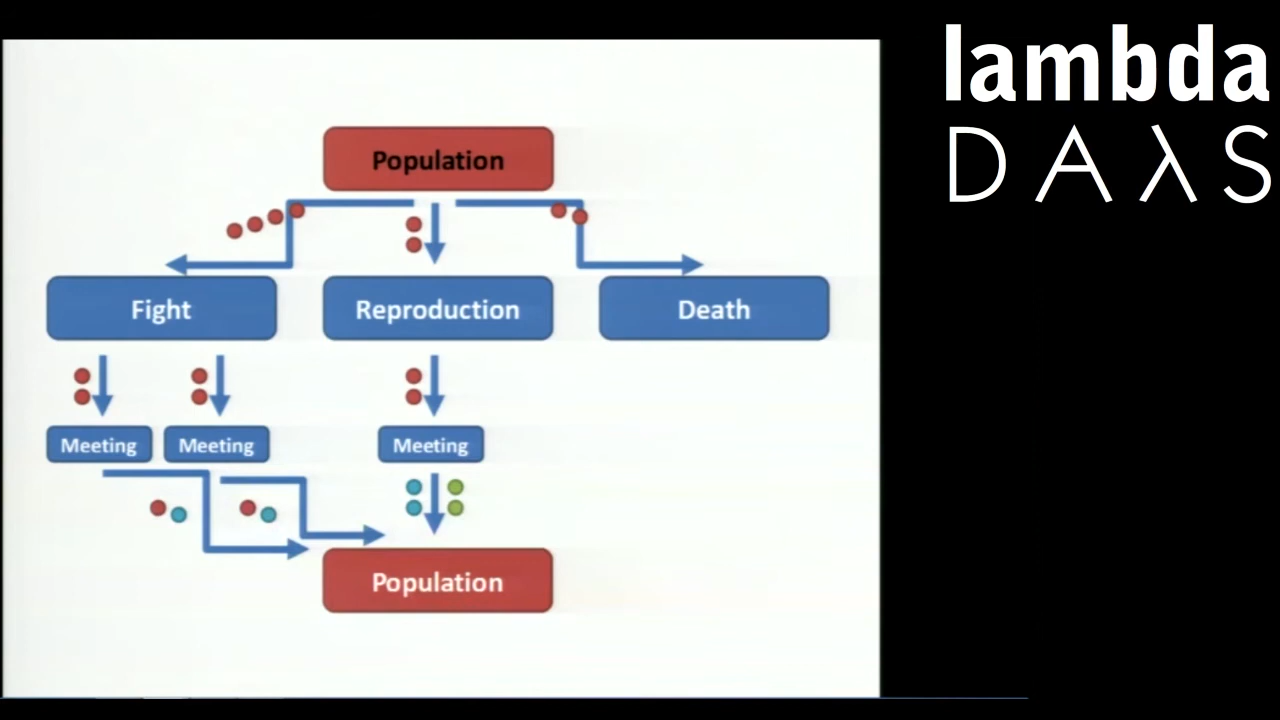 lambda
DAλS
Population
Fight
Reproduction
Death
Meeting
Meeting
Meeting
Population